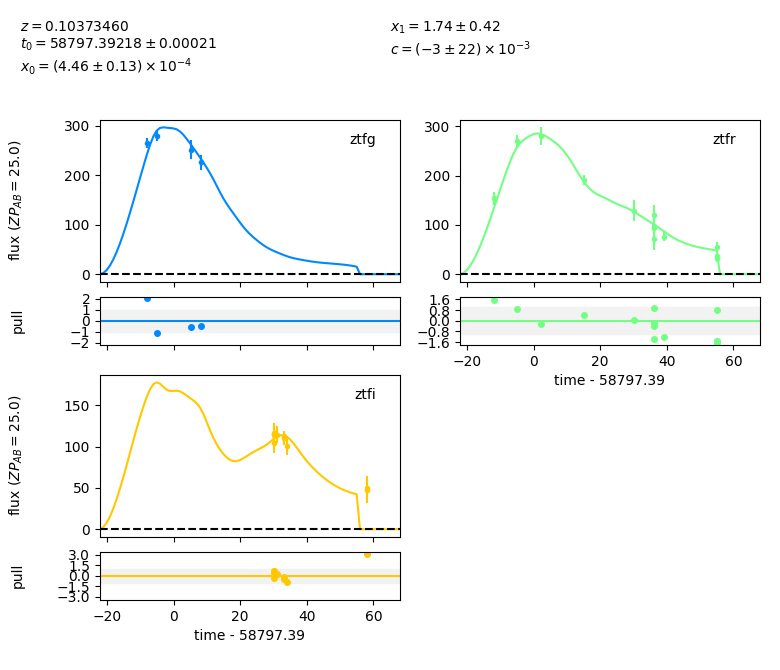 z = 0.10373460
t₀ = 58797.39218 ± 0.00021
x₀ = (4.46 ± 0.13) × 10⁻⁴
x₁ = 1.74 ± 0.42
c = (−3 ± 22) × 10⁻³
flux (ZP_AB = 25.0)
300
200
100
0
ztfg
300
200
100
0
ztfr
pull
2
1
0
−1
−2
1.6
0.8
0.0
−0.8
−1.6
−20 0 20 40 60
time - 58797.39
flux (ZP_AB = 25.0)
150
100
50
0
ztfi
pull
3.0
1.5
0.0
−1.5
−3.0
−20 0 20 40 60
time - 58797.39